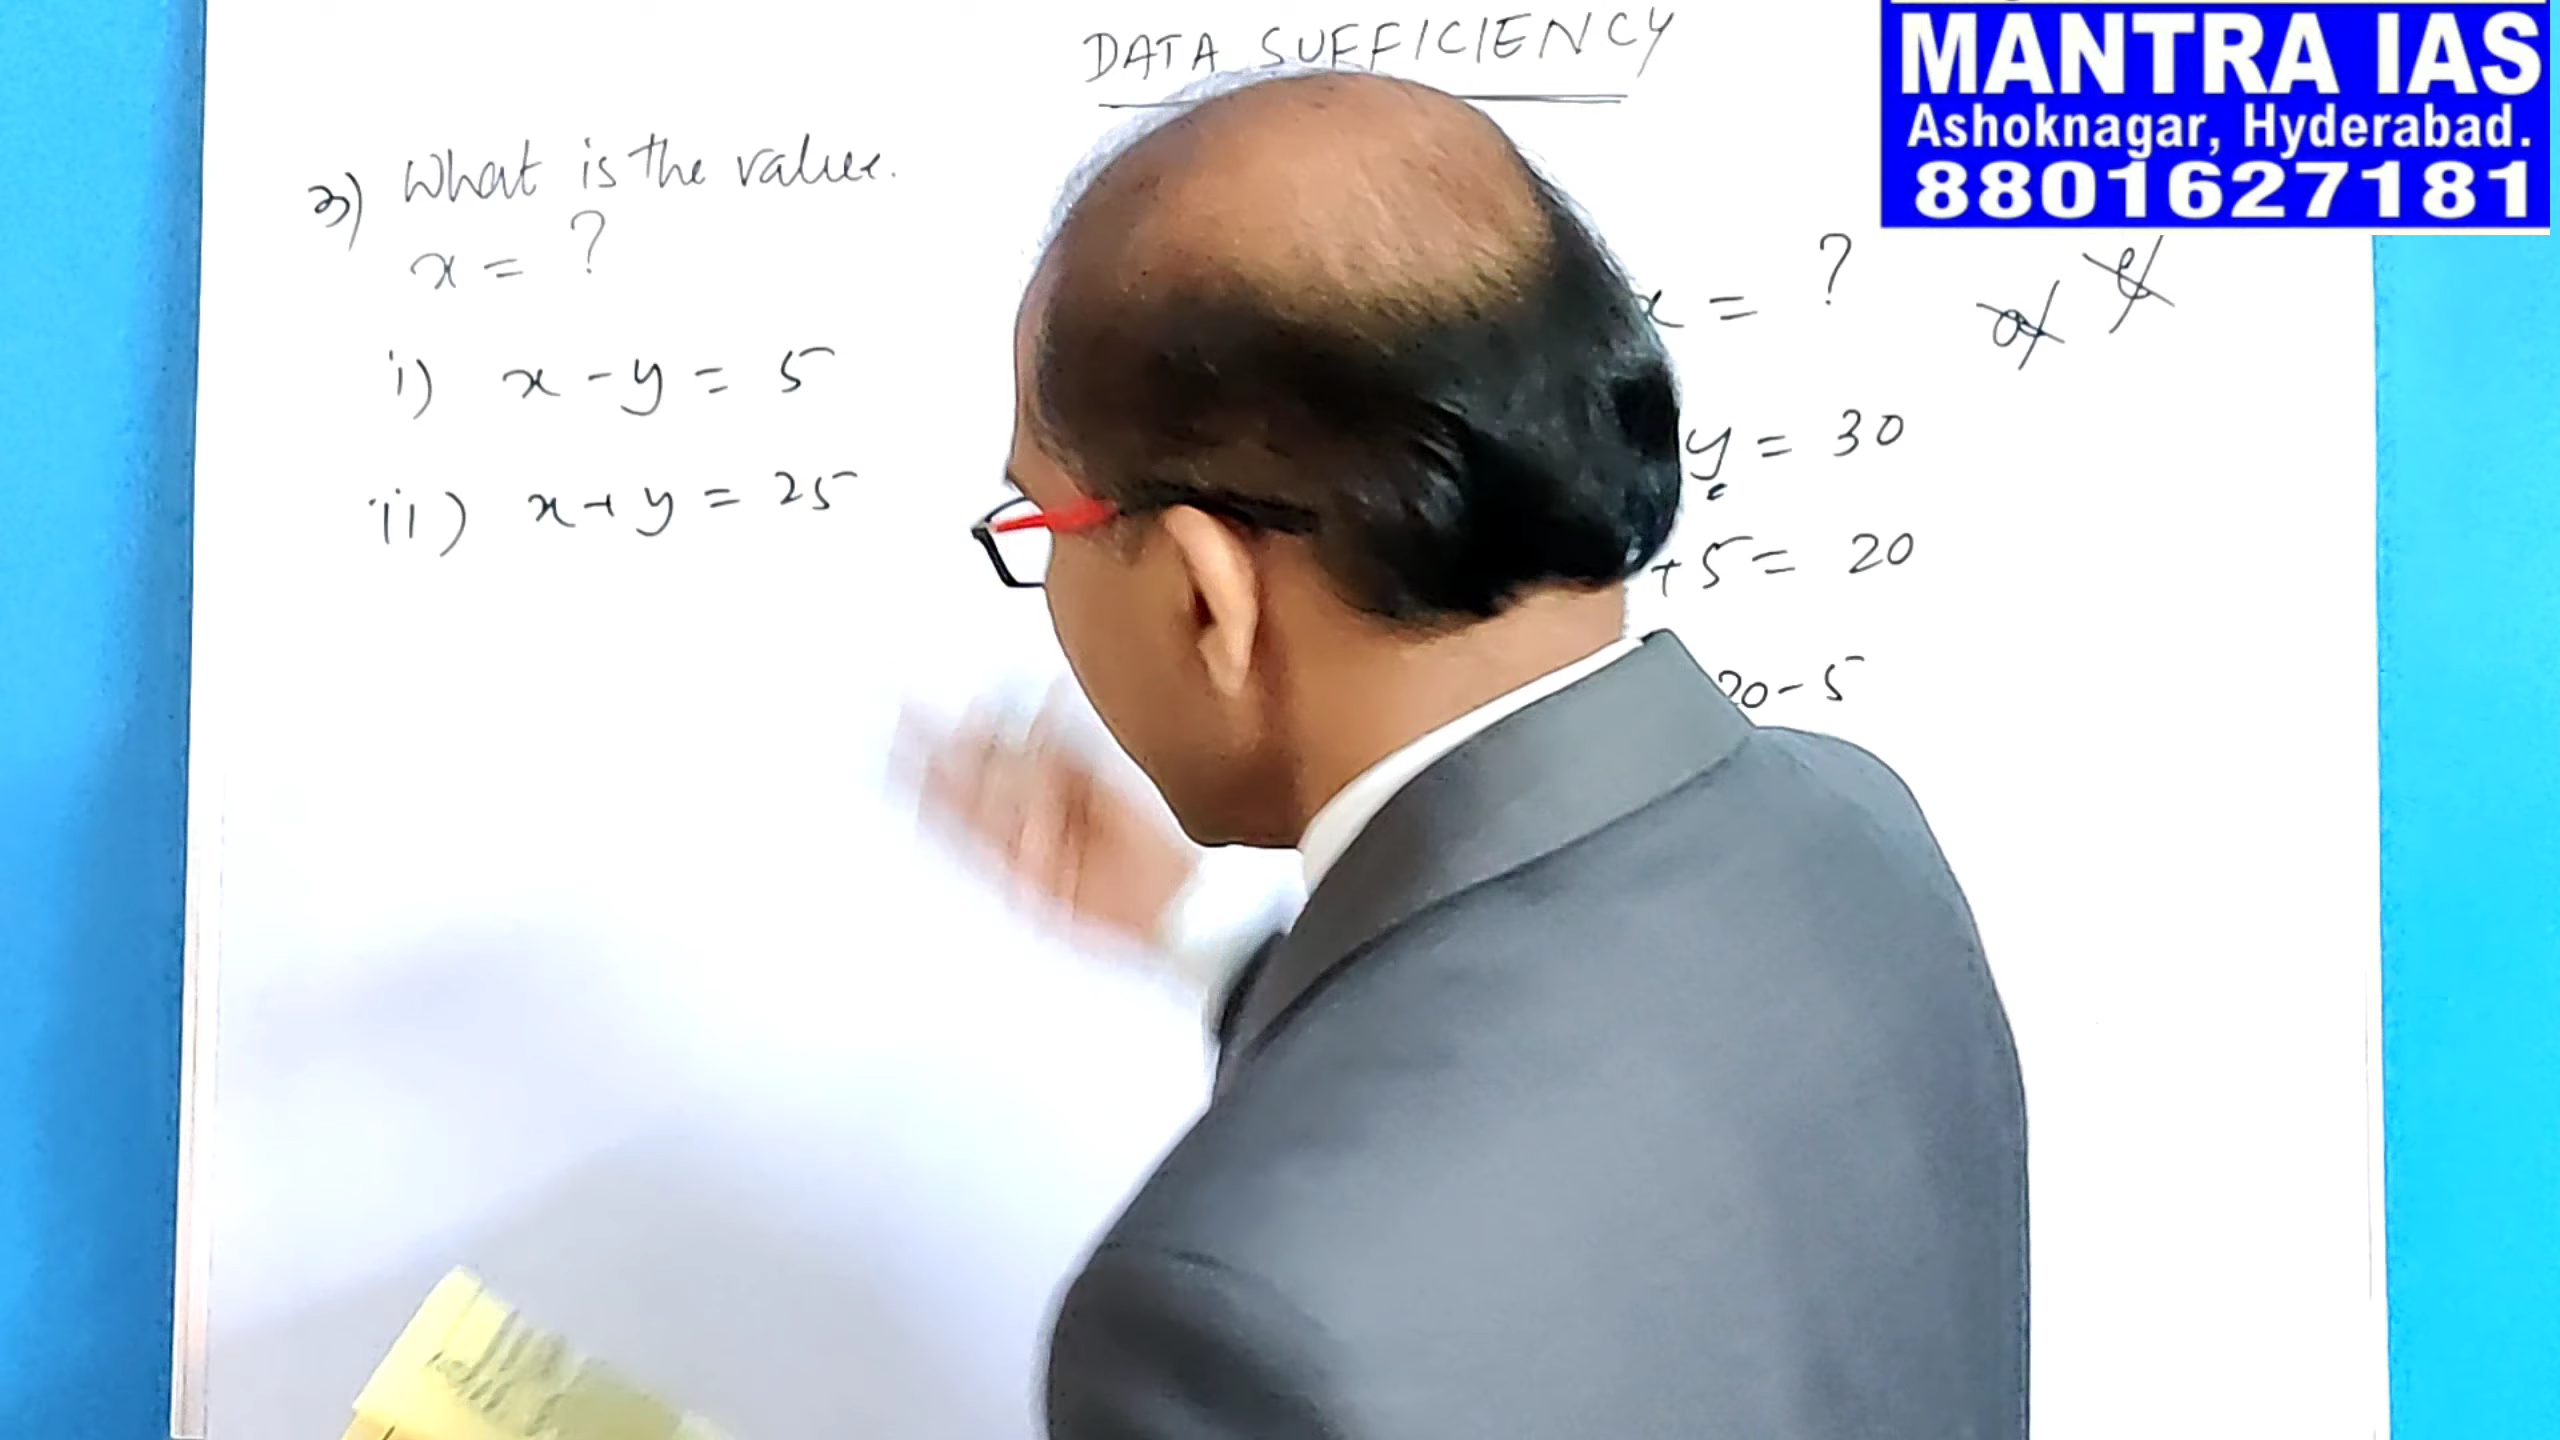 DATA SUFFICIENCY
MANTRA IAS
Ashoknagar, Hyderabad.
8801627181
3) What is the value.
x = ?
i) x - y = 5
ii) x + y = 25
x = ?
y = 30
+ 5 = 20
20 - 5